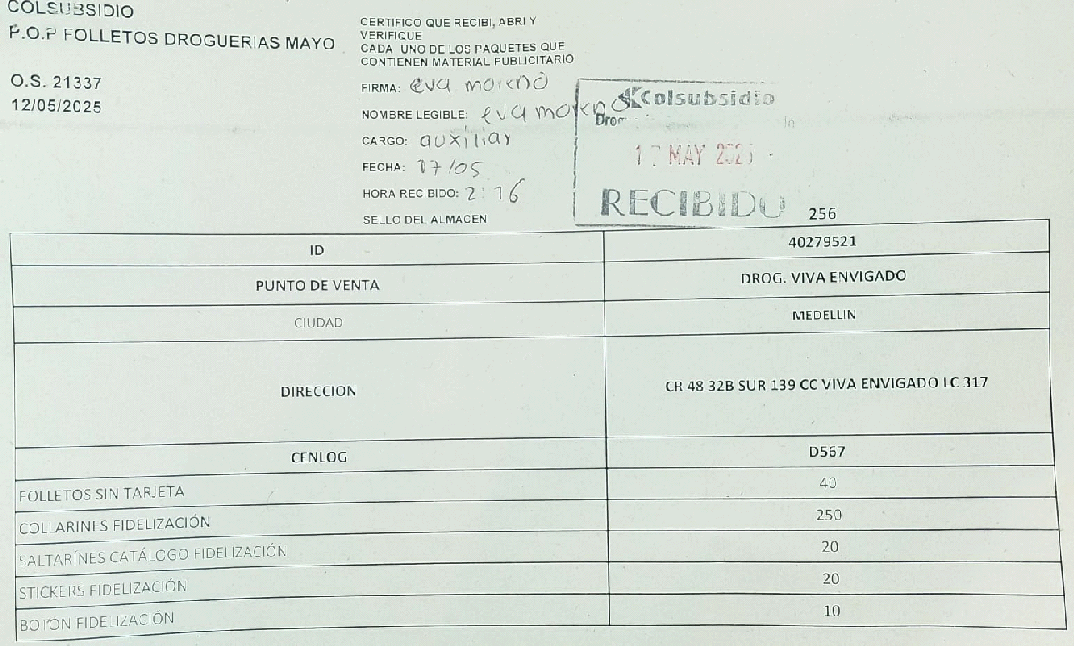 COLSUBSIDIO
P.O.P FOLLETOS DROGUERIAS MAYO
O.S. 21337
12/05/2025
CERTIFICO QUE RECIBI, ABRI Y
VERIFIQUE
CADA UNO DE LOS PAQUETES QUE
CONTIENEN MATERIAL PUBLICITARIO
FIRMA: eva moreno
NOMBRE LEGIBLE: eva moreno
CARGO: auxiliar
FECHA: 17/05
HORA RECIBIDO: 2:16
SELLO DEL ALMACEN
Colsubsidio
MAY
RECIBIDO
256
ID 40279521
PUNTO DE VENTA DROG. VIVA ENVIGADO
CIUDAD MEDELLIN
DIRECCION CR 48 32B SUR 139 CC VIVA ENVIGADO LC 317
CENLOG D567
FOLLETOS SIN TARJETA 40
COLLARINES FIDELIZACIÓN 250
SALTARINES CATÁLOGO FIDELIZACIÓN 20
STICKERS FIDELIZACIÓN 20
BOTON FIDELIZACIÓN 10